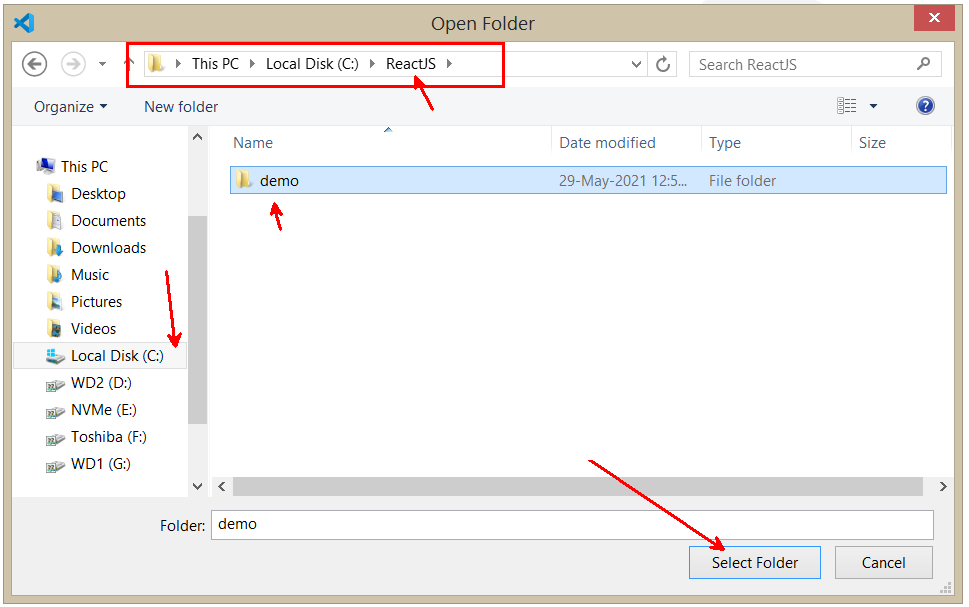 Open Folder
This PC Local Disk (C:) ReactJS
Search ReactJS
Organize
New folder
?
Name
Date modified
Type
Size
This PC
Desktop
Documents
Downloads
Music
Pictures
Videos
Local Disk (C:)
WD2 (D:)
NVMe (E:)
Toshiba (F:)
WD1 (G:)
demo 29-May-2021 12:5... File folder
Folder: demo
Select Folder
Cancel